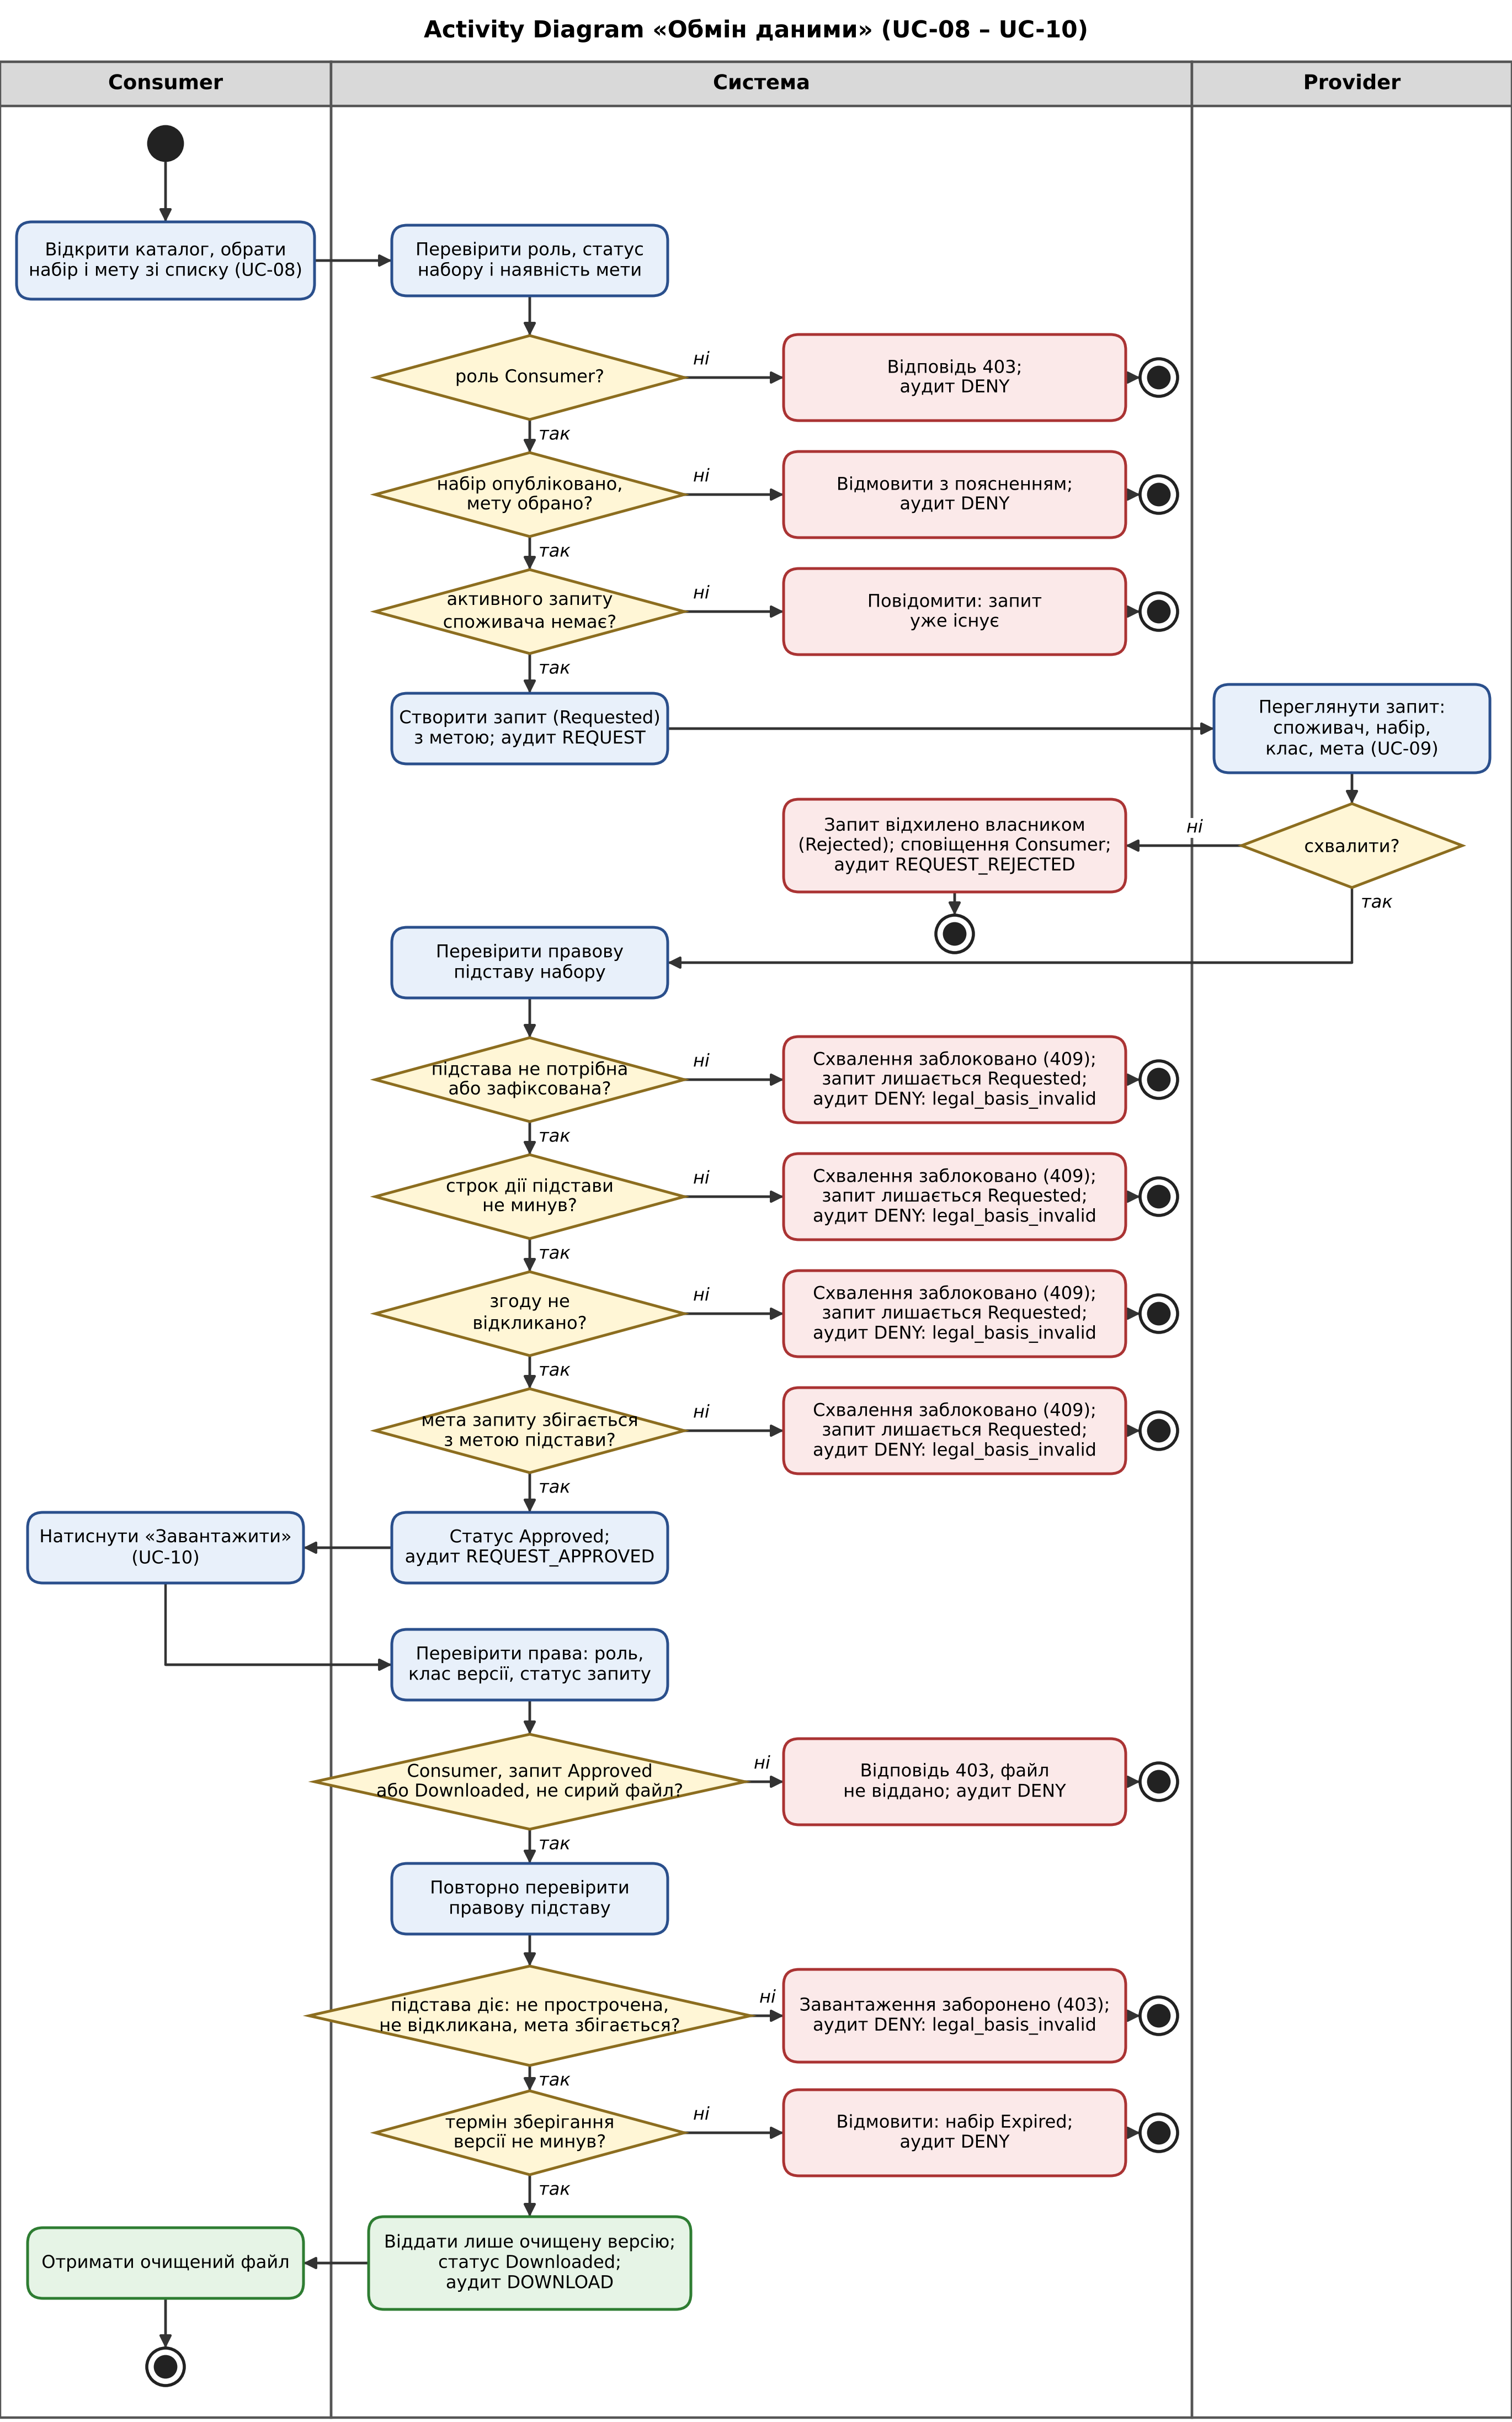 Activity Diagram «Обмін даними» (UC-08 – UC-10)
Consumer
Система
Provider
Відкрити каталог, обрати
набір і мету зі списку (UC-08)
Перевірити роль, статус
набору і наявність мети
роль Consumer?
ні
Відповідь 403;
аудит DENY
так
набір опубліковано,
мету обрано?
ні
Відмовити з поясненням;
аудит DENY
так
активного запиту
споживача немає?
ні
Повідомити: запит
уже існує
так
Створити запит (Requested)
з метою; аудит REQUEST
Переглянути запит:
споживач, набір,
клас, мета (UC-09)
схвалити?
ні
Запит відхилено власником
(Rejected); сповіщення Consumer;
аудит REQUEST_REJECTED
так
Перевірити правову
підставу набору
підстава не потрібна
або зафіксована?
ні
Схвалення заблоковано (409);
запит лишається Requested;
аудит DENY: legal_basis_invalid
так
строк дії підстави
не минув?
ні
Схвалення заблоковано (409);
запит лишається Requested;
аудит DENY: legal_basis_invalid
так
згоду не
відкликано?
ні
Схвалення заблоковано (409);
запит лишається Requested;
аудит DENY: legal_basis_invalid
так
мета запиту збігається
з метою підстави?
ні
Схвалення заблоковано (409);
запит лишається Requested;
аудит DENY: legal_basis_invalid
так
Статус Approved;
аудит REQUEST_APPROVED
Натиснути «Завантажити»
(UC-10)
Перевірити права: роль,
клас версії, статус запиту
Consumer, запит Approved
або Downloaded, не сирий файл?
ні
Відповідь 403, файл
не віддано; аудит DENY
так
Повторно перевірити
правову підставу
підстава діє: не прострочена,
не відкликана, мета збігається?
ні
Завантаження заборонено (403);
аудит DENY: legal_basis_invalid
так
термін зберігання
версії не минув?
ні
Відмовити: набір Expired;
аудит DENY
так
Віддати лише очищену версію;
статус Downloaded;
аудит DOWNLOAD
Отримати очищений файл